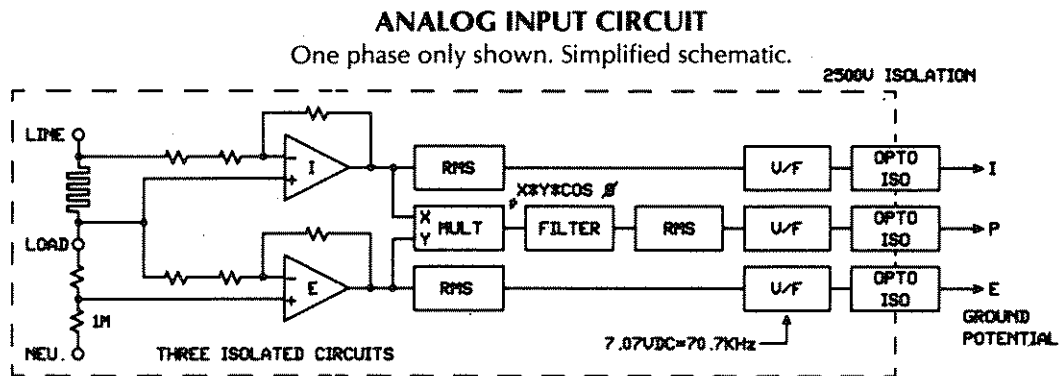 ANALOG INPUT CIRCUIT
One phase only shown. Simplified schematic.
2500V ISOLATION
LINE
I
RMS
V/F
OPTO
ISO
I
X*Y*COS Ø
LOAD
X
Y
MULT
FILTER
RMS
V/F
OPTO
ISO
P
E
RMS
V/F
OPTO
ISO
E
1M
NEU.
THREE ISOLATED CIRCUITS
7.07VDC=70.7KHz
GROUND
POTENTIAL